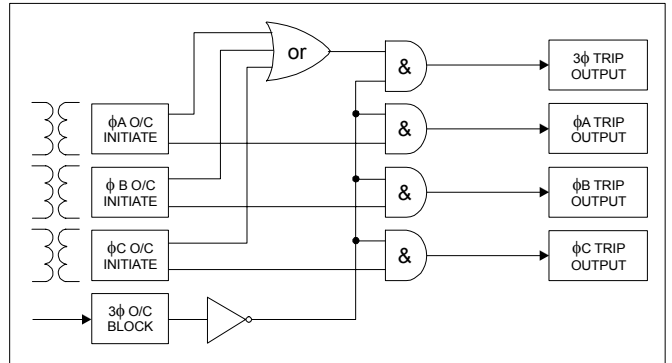 or
&
3ϕ TRIP
OUTPUT
ϕA O/C
INITIATE
&
ϕA TRIP
OUTPUT
ϕ B O/C
INITIATE
&
ϕB TRIP
OUTPUT
ϕC O/C
INITIATE
&
ϕC TRIP
OUTPUT
3ϕ O/C
BLOCK